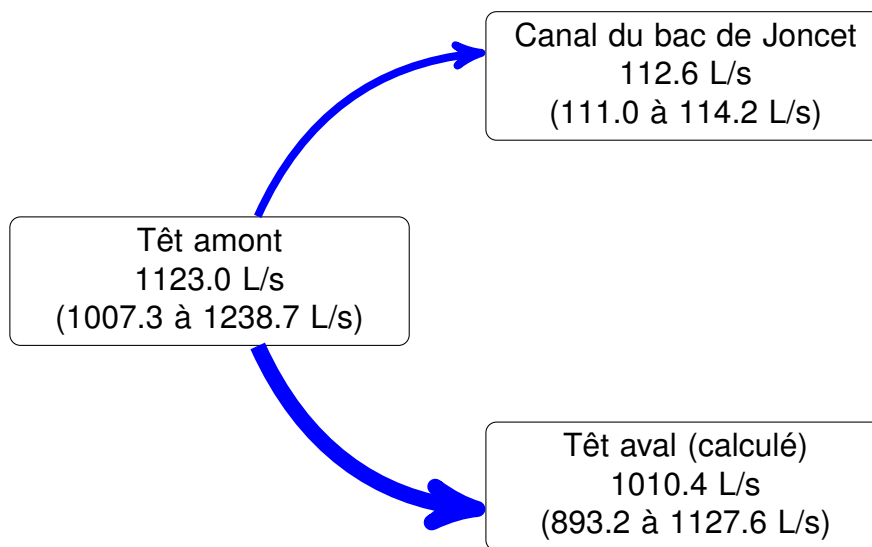 Canal du bac de Joncet
112.6 L/s
(111.0 à 114.2 L/s)
Têt amont
1123.0 L/s
(1007.3 à 1238.7 L/s)
Têt aval (calculé)
1010.4 L/s
(893.2 à 1127.6 L/s)